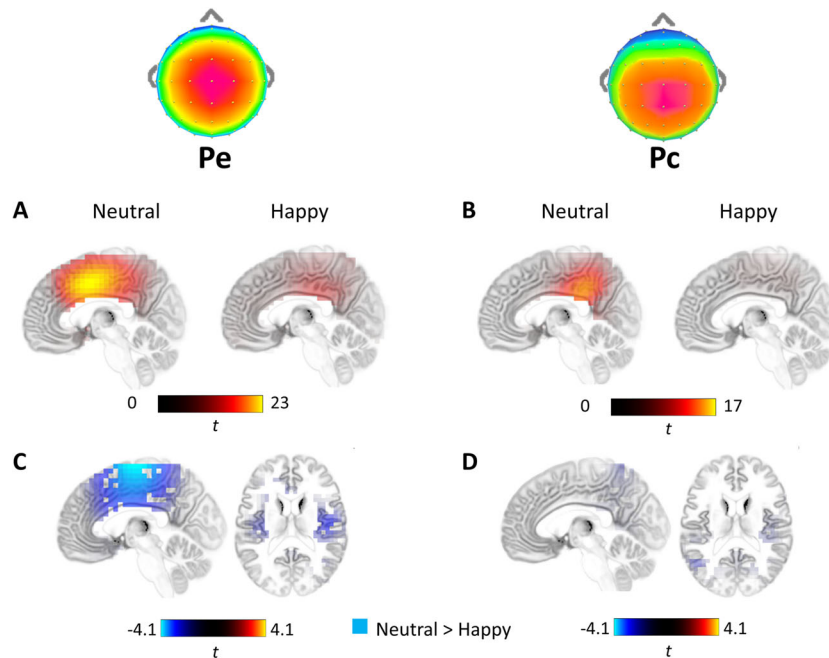 Pe
Pc
A
Neutral
Happy
B
Neutral
Happy
0
23
t
0
17
t
C
D
-4.1
4.1
t
Neutral > Happy
-4.1
4.1
t